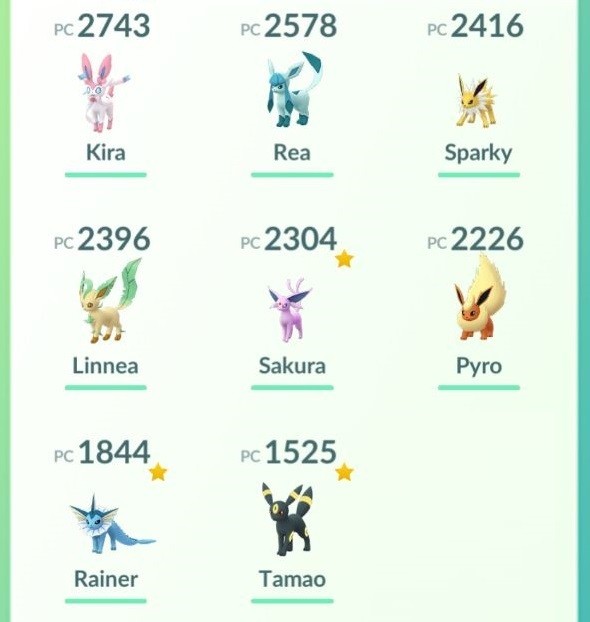 PC 2743 PC 2578 PC 2416
Kira Rea Sparky
PC 2396 PC 2304 PC 2226
Linnea Sakura Pyro
PC 1844 PC 1525
Rainer Tamao